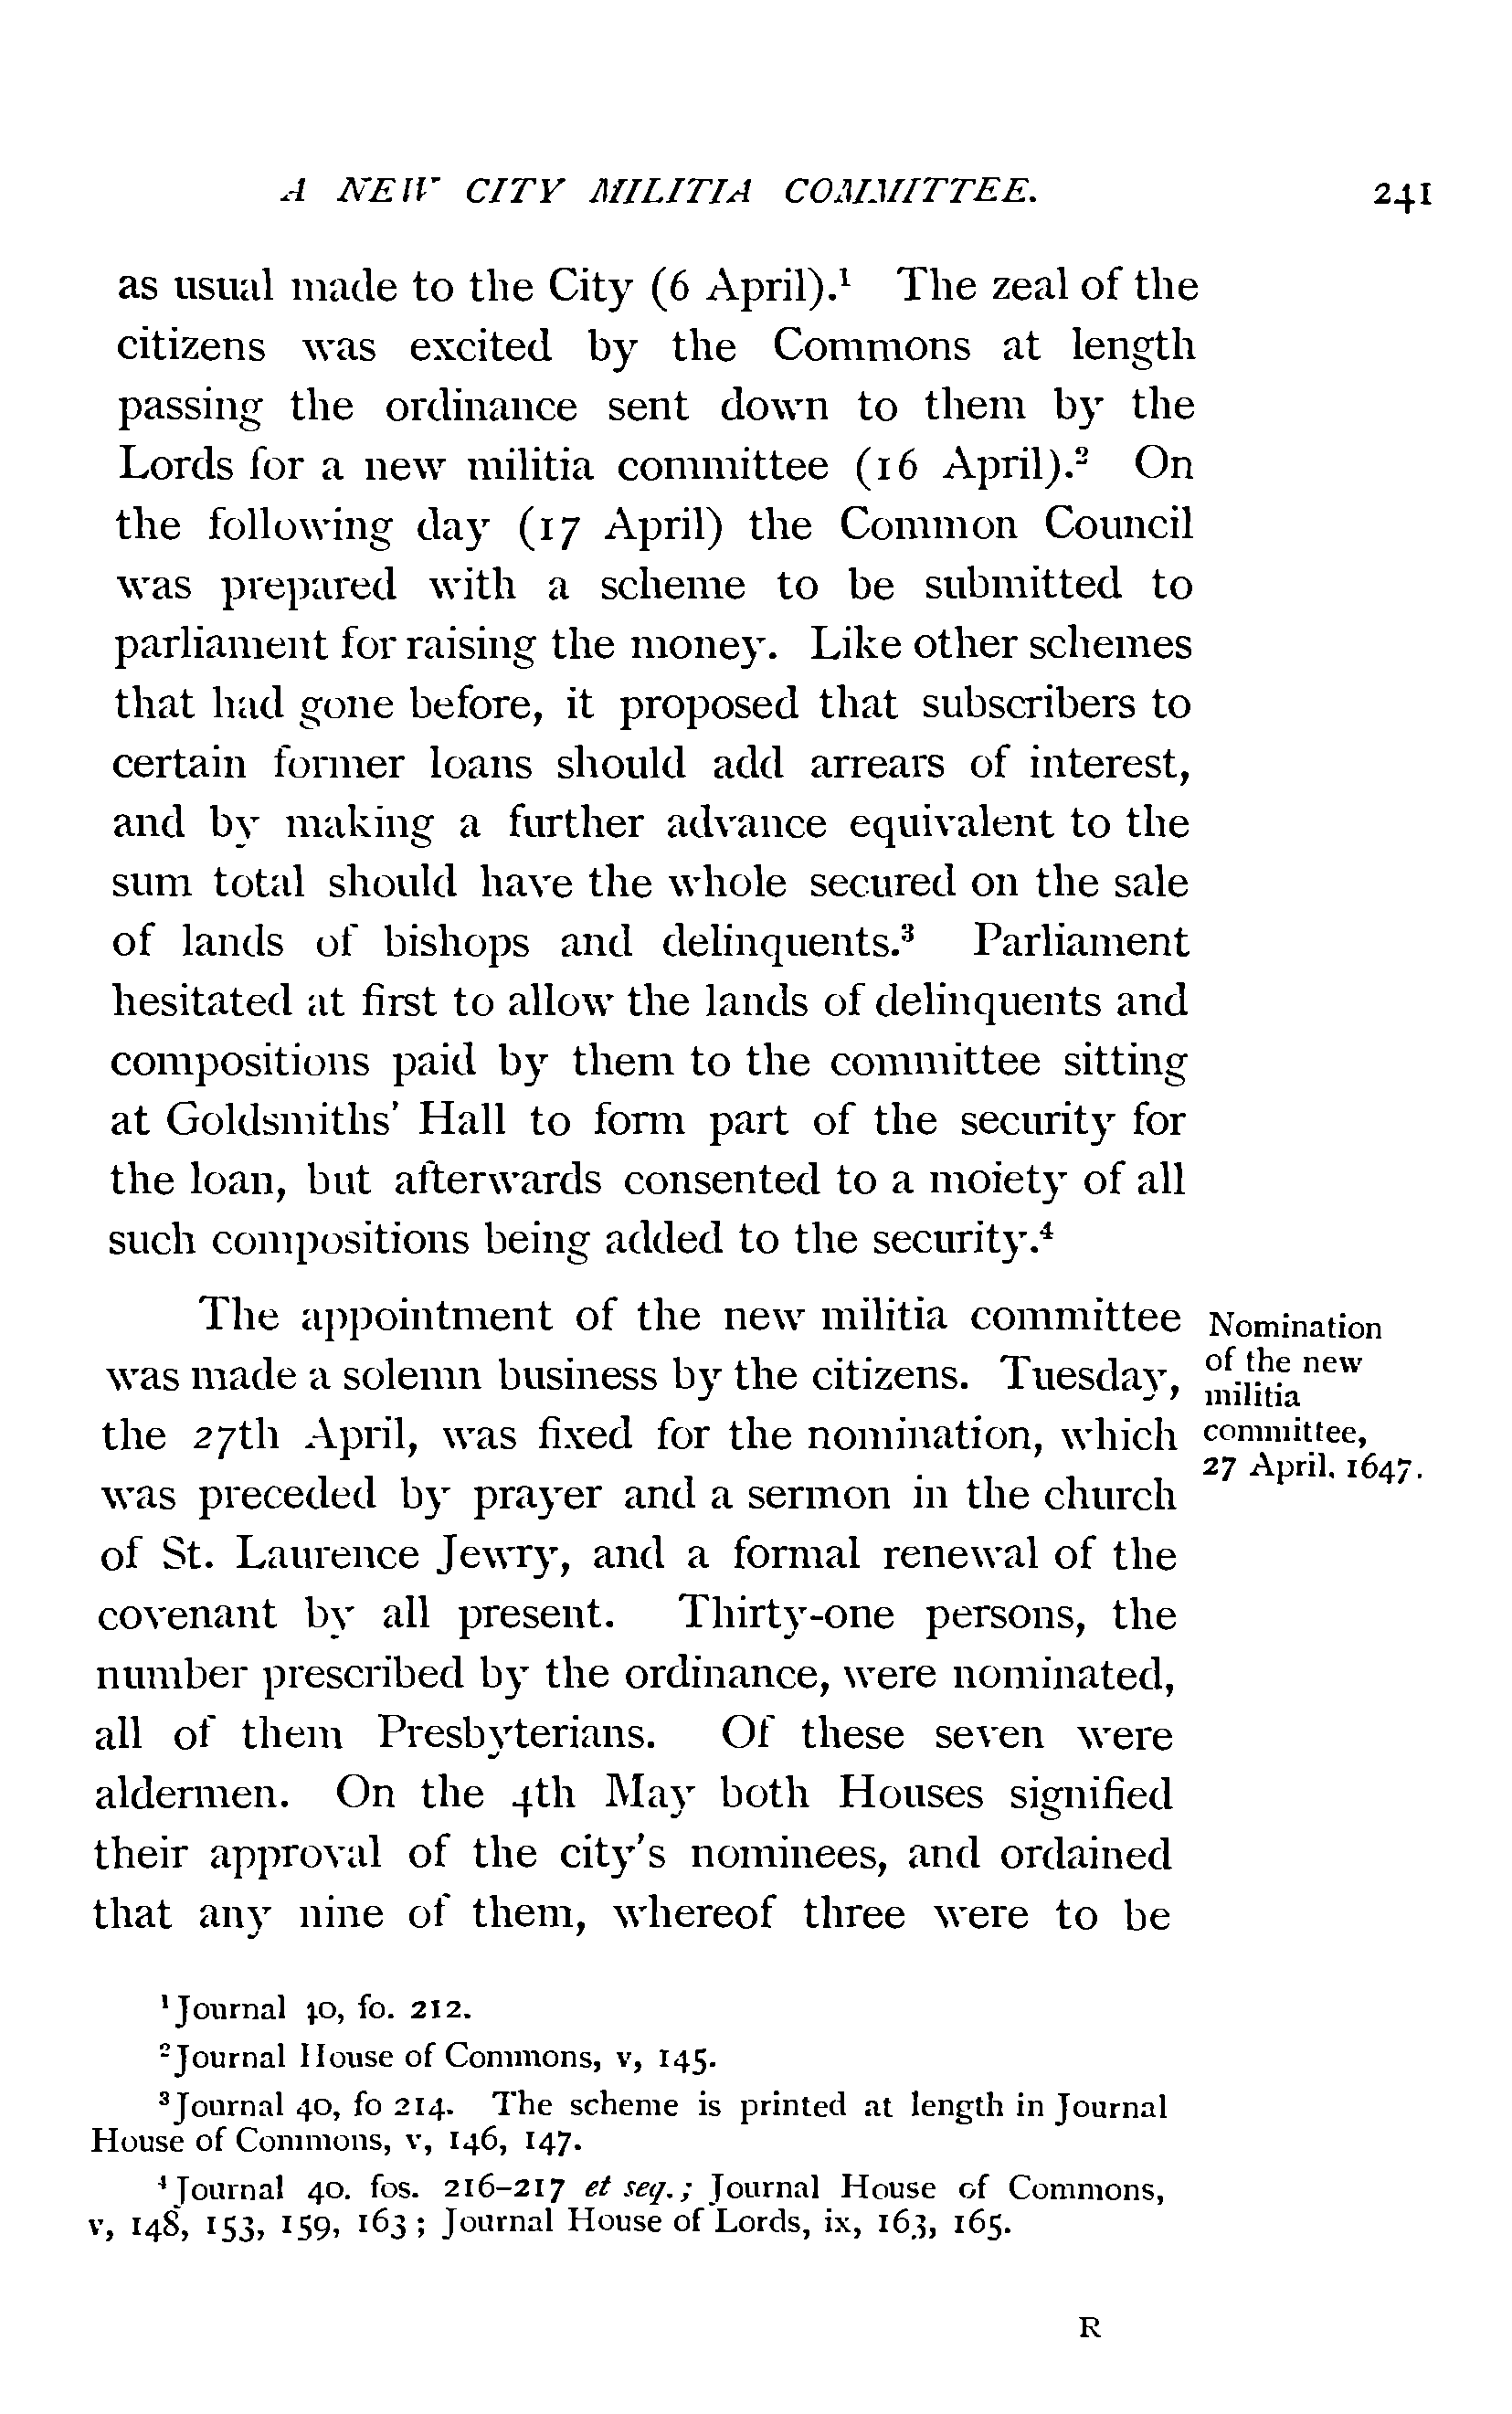 A NEW CITY MILITIA COMMITTEE. 241
as usual made to the City (6 April).¹ The zeal of the
citizens was excited by the Commons at length
passing the ordinance sent down to them by the
Lords for a new militia committee (16 April).² On
the following day (17 April) the Common Council
was prepared with a scheme to be submitted to
parliament for raising the money. Like other schemes
that had gone before, it proposed that subscribers to
certain former loans should add arrears of interest,
and by making a further advance equivalent to the
sum total should have the whole secured on the sale
of lands of bishops and delinquents.³ Parliament
hesitated at first to allow the lands of delinquents and
compositions paid by them to the committee sitting
at Goldsmiths' Hall to form part of the security for
the loan, but afterwards consented to a moiety of all
such compositions being added to the security.⁴
The appointment of the new militia committee
was made a solemn business by the citizens. Tuesday,
the 27th April, was fixed for the nomination, which
was preceded by prayer and a sermon in the church
of St. Laurence Jewry, and a formal renewal of the
covenant by all present. Thirty-one persons, the
number prescribed by the ordinance, were nominated,
all of them Presbyterians. Of these seven were
aldermen. On the 4th May both Houses signified
their approval of the city's nominees, and ordained
that any nine of them, whereof three were to be
Nomination
of the new
militia
committee,
27 April, 1647.
¹Journal 40, fo. 212.
²Journal House of Commons, v, 145.
³Journal 40, fo 214. The scheme is printed at length in Journal
House of Commons, v, 146, 147.
⁴Journal 40. fos. 216-217 et seq.; Journal House of Commons,
v, 148, 153, 159, 163; Journal House of Lords, ix, 163, 165.
R